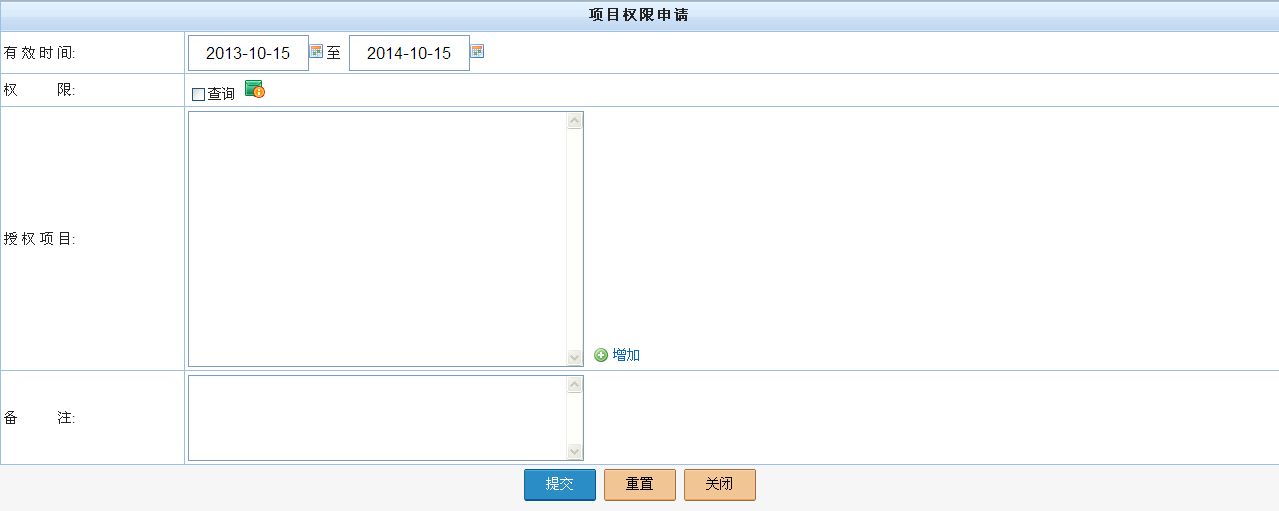 项目权限申请
有效时间: 2013-10-15 至 2014-10-15
权 限: 查询
授权项目: 增加
备 注:
提交 重置 关闭